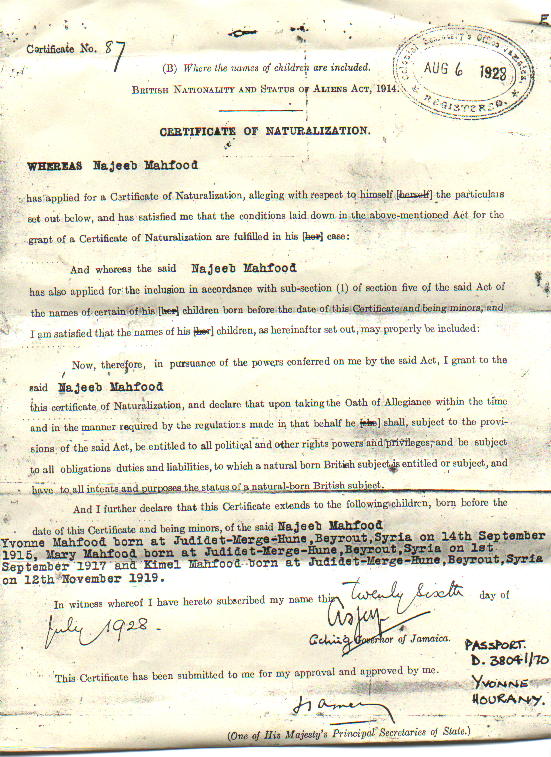 Certificate No. 87
(B) Where the names of children are included.
BRITISH NATIONALITY AND STATUS OF ALIENS ACT, 1914.
Colonial Secretary's Office Jamaica.
AUG 6 1928
* REGISTERED. *
CERTIFICATE OF NATURALIZATION.
WHEREAS Najeeb Mahfood
has applied for a Certificate of Naturalization, alleging with respect to himself [herself] the particulars
set out below, and has satisfied me that the conditions laid down in the above-mentioned Act for the
grant of a Certificate of Naturalization are fulfilled in his [her] case:
And whereas the said Najeeb Mahfood
has also applied for the inclusion in accordance with sub-section (1) of section five of the said Act of
the names of certain of his [her] children born before the date of this Certificate and being minors, and
I am satisfied that the names of his [her] children, as hereinafter set out, may properly be included:
Now, therefore, in pursuance of the powers conferred on me by the said Act, I grant to the
said Najeeb Mahfood
this certificate of Naturalization, and declare that upon taking the Oath of Allegiance within the time
and in the manner required by the regulations made in that behalf he [she] shall, subject to the provi-
sions of the said Act, be entitled to all political and other rights powers and privileges, and be subject
to all obligations duties and liabilities, to which a natural born British subject is entitled or subject, and
have to all intents and purposes the status of a natural-born British subject.
And I further declare that this Certificate extends to the following children, born before the
date of this Certificate and being minors, of the said Najeeb Mahfood
Yvonne Mahfood born at Judidet-Merge-Hune, Beyrout, Syria on 14th September
1915, Mary Mahfood born at Judidet-Merge-Hune, Beyrout, Syria on 1st
September 1917 and Kimel Mahfood born at Judidet-Merge-Hune, Beyrout, Syria
on 12th November 1919.
In witness whereof I have hereto subscribed my name this twenty sixth day of
July 1928.
Acting Governor of Jamaica.
PASSPORT.
D. 38041/70
YVONNE
HOURANY.
This Certificate has been submitted to me for my approval and approved by me.
(One of His Majesty's Principal Secretaries of State.)